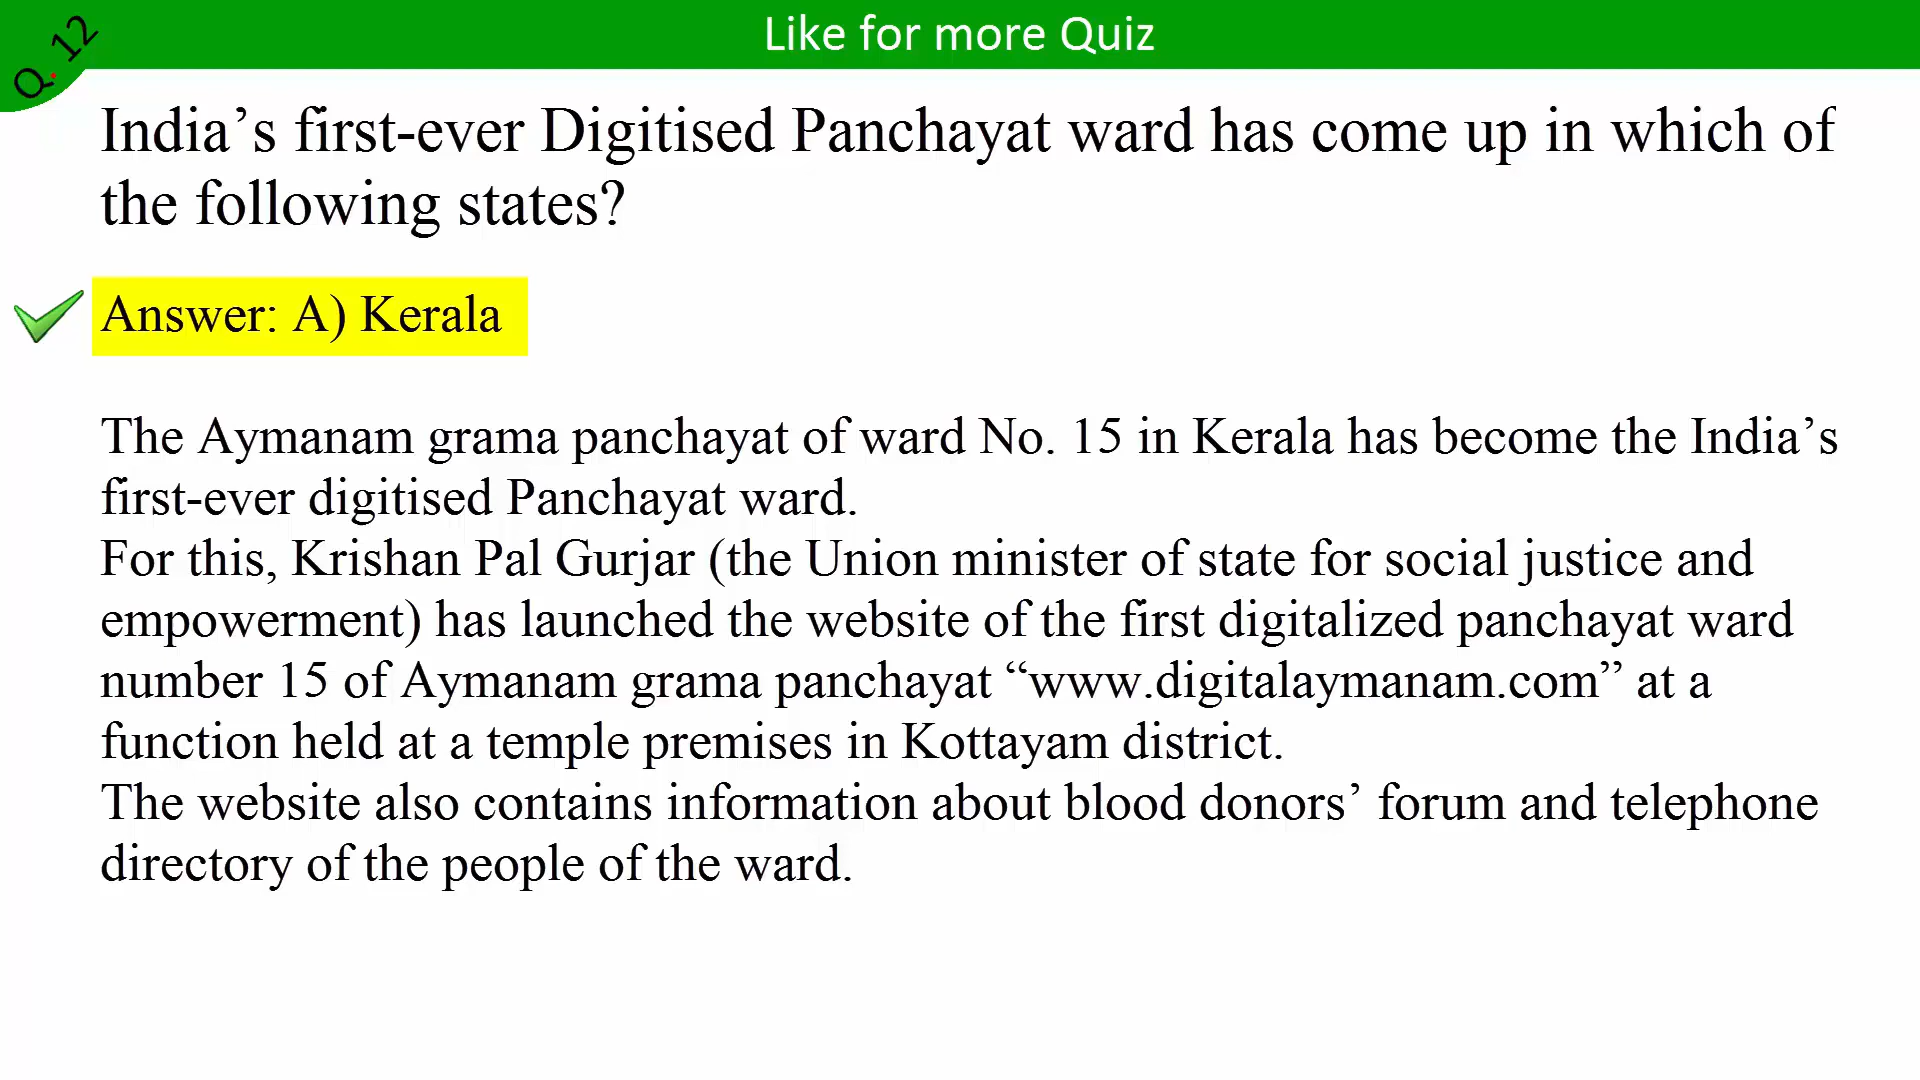 Like for more Quiz
Q. 12
India’s first-ever Digitised Panchayat ward has come up in which of
the following states?
Answer: A) Kerala
The Aymanam grama panchayat of ward No. 15 in Kerala has become the India’s
first-ever digitised Panchayat ward.
For this, Krishan Pal Gurjar (the Union minister of state for social justice and
empowerment) has launched the website of the first digitalized panchayat ward
number 15 of Aymanam grama panchayat “www.digitalaymanam.com” at a
function held at a temple premises in Kottayam district.
The website also contains information about blood donors’ forum and telephone
directory of the people of the ward.